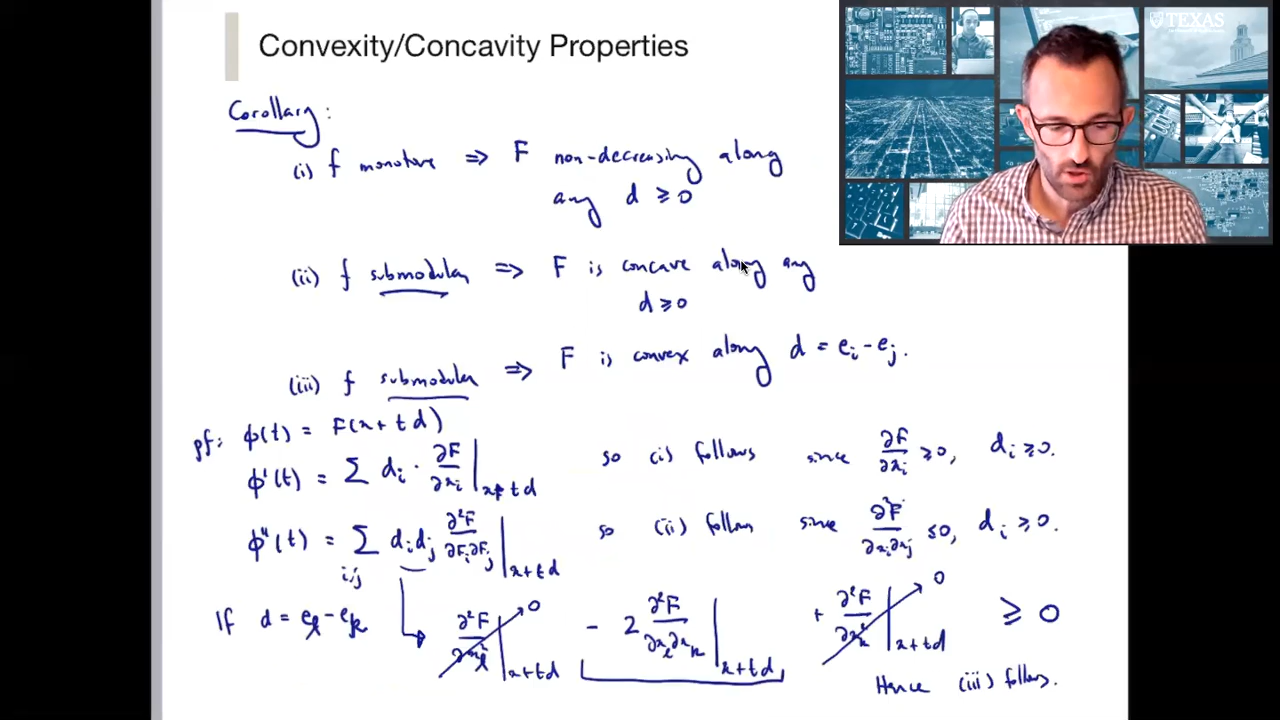 Convexity/Concavity Properties
TEXAS
Corollary:
(i) f monotone ⇒ F non-decreasing along
any d ≥ 0
(ii) f submodular ⇒ F is concave along any
d ≥ 0
(iii) f submodular ⇒ F is convex along d = e_i - e_j.
pf: φ(t) = F(x+td)
φ'(t) = Σ d_i · ∂F/∂x_i |_{x+td} so (i) follows since ∂F/∂x_i ≥ 0, d_i ≥ 0.
φ''(t) = Σ_{i,j} d_i d_j ∂²F/∂F_i∂F_j |_{x+td} so (ii) follows since ∂²F/∂x_i∂x_j ≤ 0, d_i ≥ 0.
If d = e_ℓ - e_k ∂²F/∂x_ℓ² |_{x+td} 0 - 2 ∂²F/∂x_ℓ∂x_k |_{x+td} + ∂²F/∂x_k² |_{x+td} 0 ≥ 0
Hence (iii) follows.